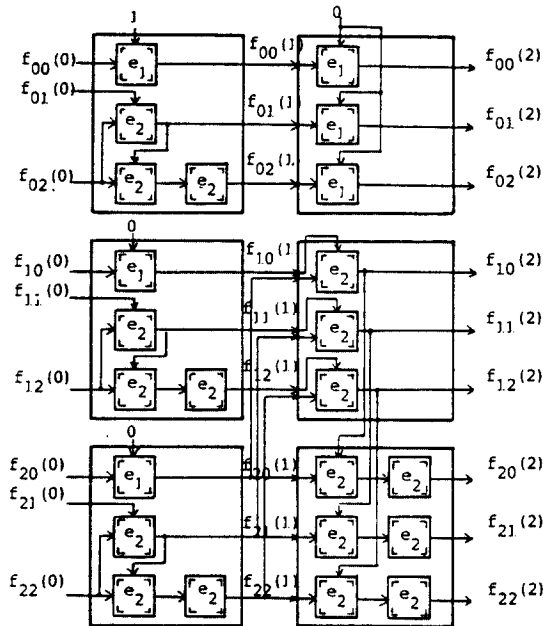 1 0
f00(0) e1 f00(1) e1 f00(2)
f01(0) e2 f01(1) e1 f01(2)
f02(0) e2 e2 f02(1 e1 f02(2)
0
f10(0) e1 f10(1 e2 f10(2)
f11(0) e2 f11(1) e2 f11(2)
f12(0) e2 e2 f12(1) e2 f12(2)
0
f20(0) e1 f20(1) e2 e2 f20(2)
f21(0) e2 f21(1) e2 e2 f21(2)
f22(0) e2 e2 f22(1) e2 e2 f22(2)